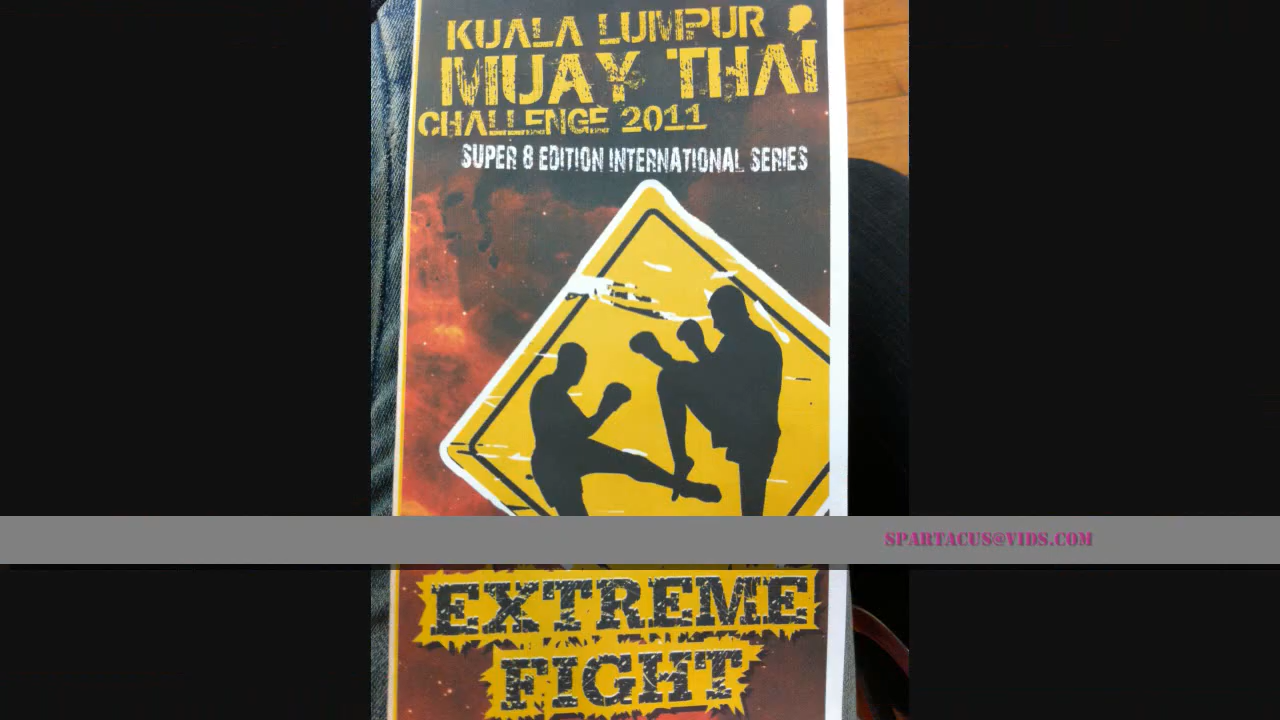 KUALA LUMPUR
MUAY THAI
CHALLENGE 2011
SUPER 8 EDITION INTERNATIONAL SERIES
SPARTACUS@VIDS.COM
EXTREME
FIGHT